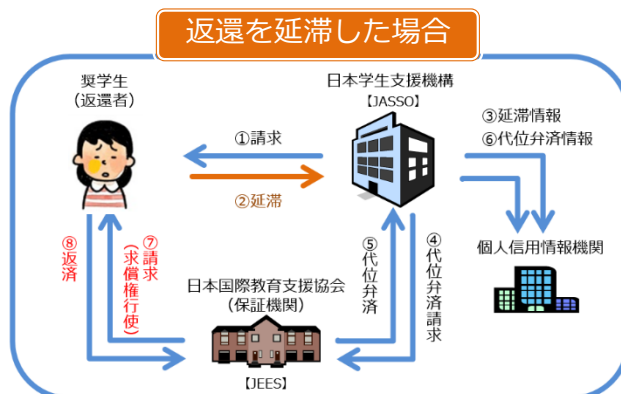 返還を延滞した場合
奨学生
(返還者)
日本学生支援機構
【JASSO】
①請求
②延滞
③延滞情報
⑥代位弁済情報
個人信用情報機関
⑧返済
⑦請求
(求償権行使)
日本国際教育支援協会
(保証機関)
【JEES】
⑤代位弁済
④代位弁済請求